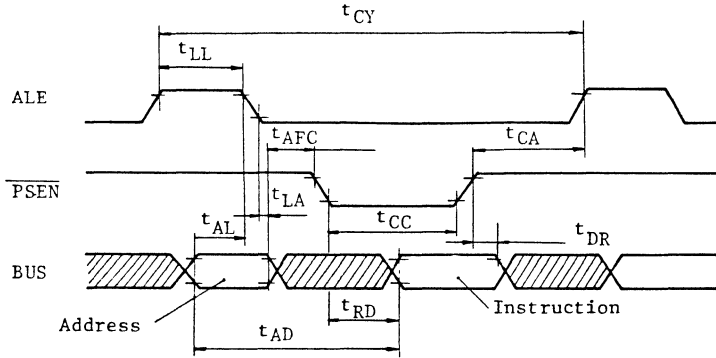 tCY
tLL
ALE
tAFC
tCA
PSEN
tLA
tCC
tAL
tDR
BUS
Address
tRD
Instruction
tAD